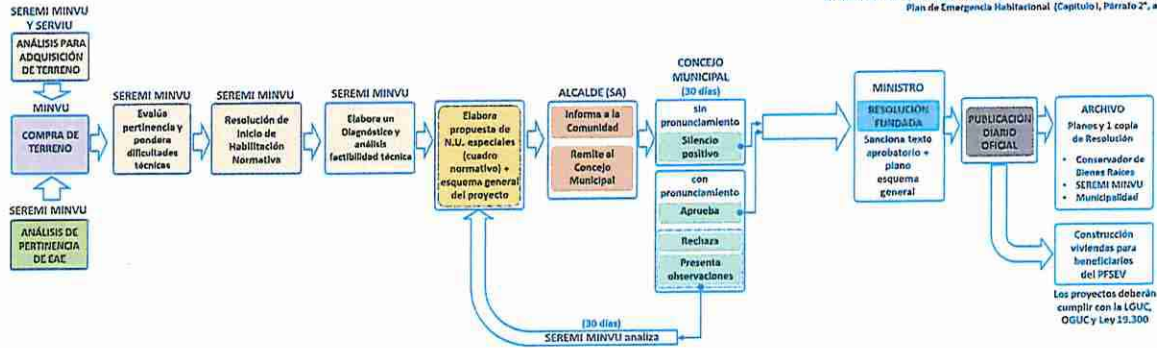 Plan de Emergencia Habitacional (Capítulo I, Párrafo 2°, a
SEREMI MINVU
Y SERVIU
ANÁLISIS PARA
ADQUISICIÓN
DE TERRENO
MINVU
COMPRA DE
TERRENO
SEREMI MINVU
ANÁLISIS DE
PERTINENCIA
DE EAE
SEREMI MINVU
Evalúa
pertinencia y
pondera
dificultades
técnicas
SEREMI MINVU
Resolución de
Inicio de
Habilitación
Normativa
SEREMI MINVU
Elabora un
Diagnóstico y
análisis
factibilidad técnica
Elabora
propuesta de
N.U. especiales
(cuadro
normativo) +
esquema general
del proyecto
ALCALDE (SA)
Informa a la
Comunidad
Remite el
Concejo
Municipal
CONCEJO
MUNICIPAL
(30 días)
sin
pronunciamiento
Silencio
positivo
con
pronunciamiento
Aprueba
Rechaza
Presenta
observaciones
(30 días)
SEREMI MINVU analiza
MINISTRO
RESOLUCIÓN
FUNDADA
Sanciona texto
aprobatorio +
plano
esquema
general
PUBLICACIÓN
DIARIO
OFICIAL
ARCHIVO
Planos y 1 copia
de Resolución
• Conservador de
Bienes Raíces
• SEREMI MINVU
• Municipalidad
Construcción
viviendas para
beneficiarios
del PFSEV
Los proyectos deberán
cumplir con la LGUC,
OGUC y Ley 19.300